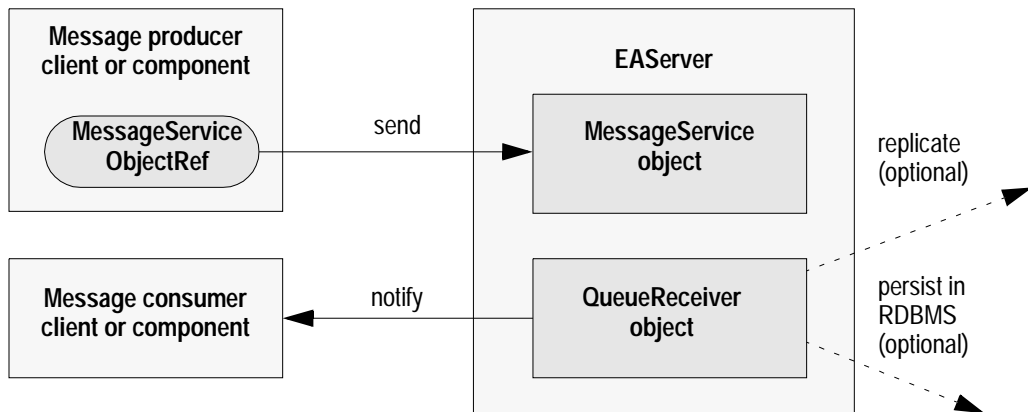 Message producer
client or component
MessageService
ObjectRef
send
EAServer
MessageService
object
replicate
(optional)
Message consumer
client or component
notify
QueueReceiver
object
persist in
RDBMS
(optional)